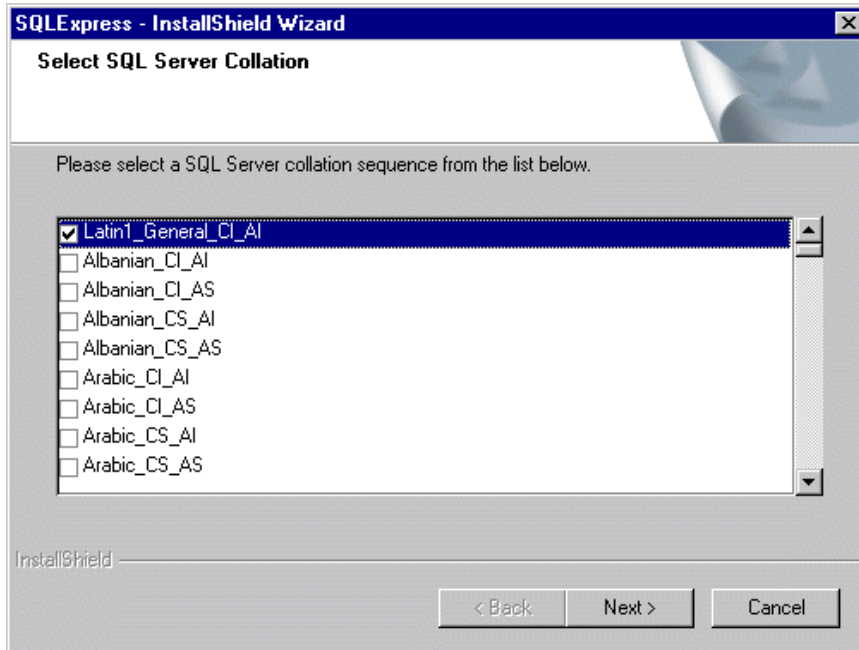 SQLExpress - InstallShield Wizard
Select SQL Server Collation
Please select a SQL Server collation sequence from the list below.
Latin1_General_CI_AI
Albanian_CI_AI
Albanian_CI_AS
Albanian_CS_AI
Albanian_CS_AS
Arabic_CI_AI
Arabic_CI_AS
Arabic_CS_AI
Arabic_CS_AS
InstallShield
< Back Next > Cancel